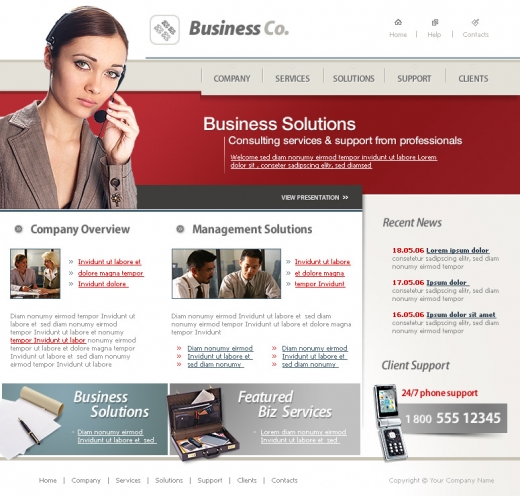 Business Co.
Home
Help
Contacts
COMPANY
SERVICES
SOLUTIONS
SUPPORT
CLIENTS
Business Solutions
Consulting services & support from professionals
Welcome sed diam nonumy eirmod tempor invidunt ut labore Lorem
dolor sit , conseter sadipscing elitr, sed diamsed
VIEW PRESENTATION >>
Company Overview
Invidunt ut labore et
dolore magna tempor
Invidunt dolore
Diam nonumy eirmod tempor Invidunt ut
labore et sed diam nonumy eirmod
tempor Invidunt ut labore et nonumy
tempor Invidunt ut labor nonumy eirmod
tempor Invidunt ut labore et sed diam
nonumy eirmod tempor Invidunt ut
labore et sed diam nonumy eirmod
tempor Invidunt ut labore
Management Solutions
Invidunt ut labore
et dolore magna
tempor Invidunt
Diam nonumy eirmod tempor Invidunt ut
labore et dolore magna Invidunt ut
labore et Invidunt ut labore et dolore magna
tempor Invidunt
Diam nonumy eirmod
Invidunt ut labore et
sed diam nonumy
Diam nonumy eirmod
Invidunt ut labore et
sed diam nonumy
Recent News
18.05.06 Lorem ipsum dolor
consetetur sadipscing elitr, sed diam
nonumy eirmod tempor
17.05.06 Ipsum dolor
consetetur sadipscing elitr, sed diam
nonumy eirmod tempor
16.05.06 Ipsum dolor sit amet
consetetur sadipscing elitr, sed diam
nonumy eirmod tempor
Client Support
24/7 phone support
1 800 555 12345
Business
Solutions
Diam nonumy eirmod
Invidunt ut labore et sed
Featured
Biz Services
Lorem diam nonumy eirmod
Invidunt ut labore et sed
Home | Company | Services | Solutions | Support | Clients | Contacts
Copyright © Your Company Name